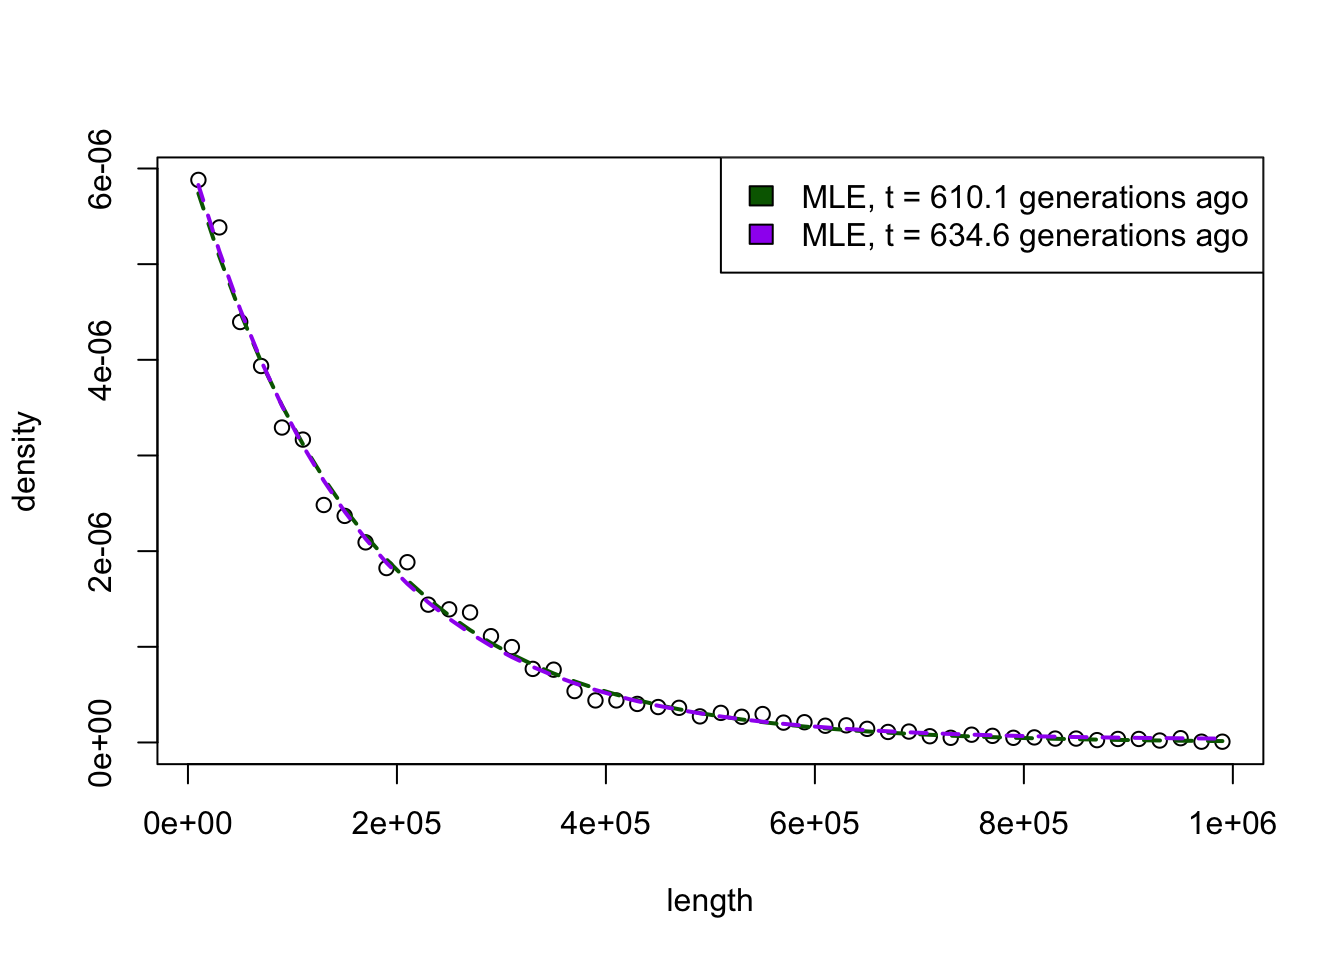 MLE, t = 610.1 generations ago
MLE, t = 634.6 generations ago
density
6e-06
4e-06
2e-06
0e+00
0e+00 2e+05 4e+05 6e+05 8e+05 1e+06
length